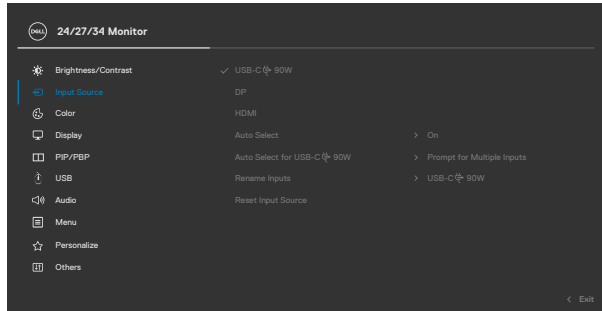 DELL 24/27/34 Monitor
Brightness/Contrast ✓ USB-C 90W
Input Source DP
Color HDMI
Display Auto Select > On
PIP/PBP Auto Select for USB-C 90W > Prompt for Multiple Inputs
USB Rename Inputs > USB-C 90W
Audio Reset Input Source
Menu
Personalize
Others
< Exit